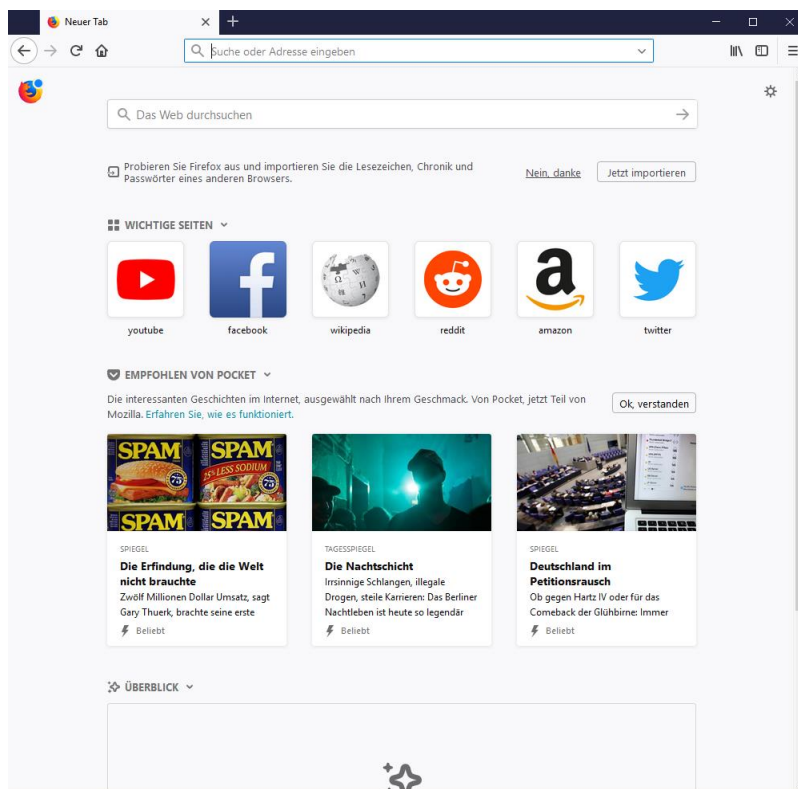 Neuer Tab
Suche oder Adresse eingeben
Das Web durchsuchen
Probieren Sie Firefox aus und importieren Sie die Lesezeichen, Chronik und
Passwörter eines anderen Browsers.
Nein, danke
Jetzt importieren
WICHTIGE SEITEN
youtube
facebook
wikipedia
reddit
amazon
twitter
EMPFOHLEN VON POCKET
Die interessanten Geschichten im Internet, ausgewählt nach Ihrem Geschmack. Von Pocket, jetzt Teil von
Mozilla. Erfahren Sie, wie es funktioniert.
Ok, verstanden
SPAM SPAM
25% LESS SODIUM
SPAM SPAM
SPIEGEL
Die Erfindung, die die Welt
nicht brauchte
Zwölf Millionen Dollar Umsatz, sagt
Gary Thuerk, brachte seine erste
Beliebt
TAGESSPIEGEL
Die Nachtschicht
Irrsinnige Schlangen, illegale
Drogen, steile Karrieren: Das Berliner
Nachtleben ist heute so legendär
Beliebt
SPIEGEL
Deutschland im
Petitionsrausch
Ob gegen Hartz IV oder für das
Comeback der Glühbirne: Immer
Beliebt
ÜBERBLICK